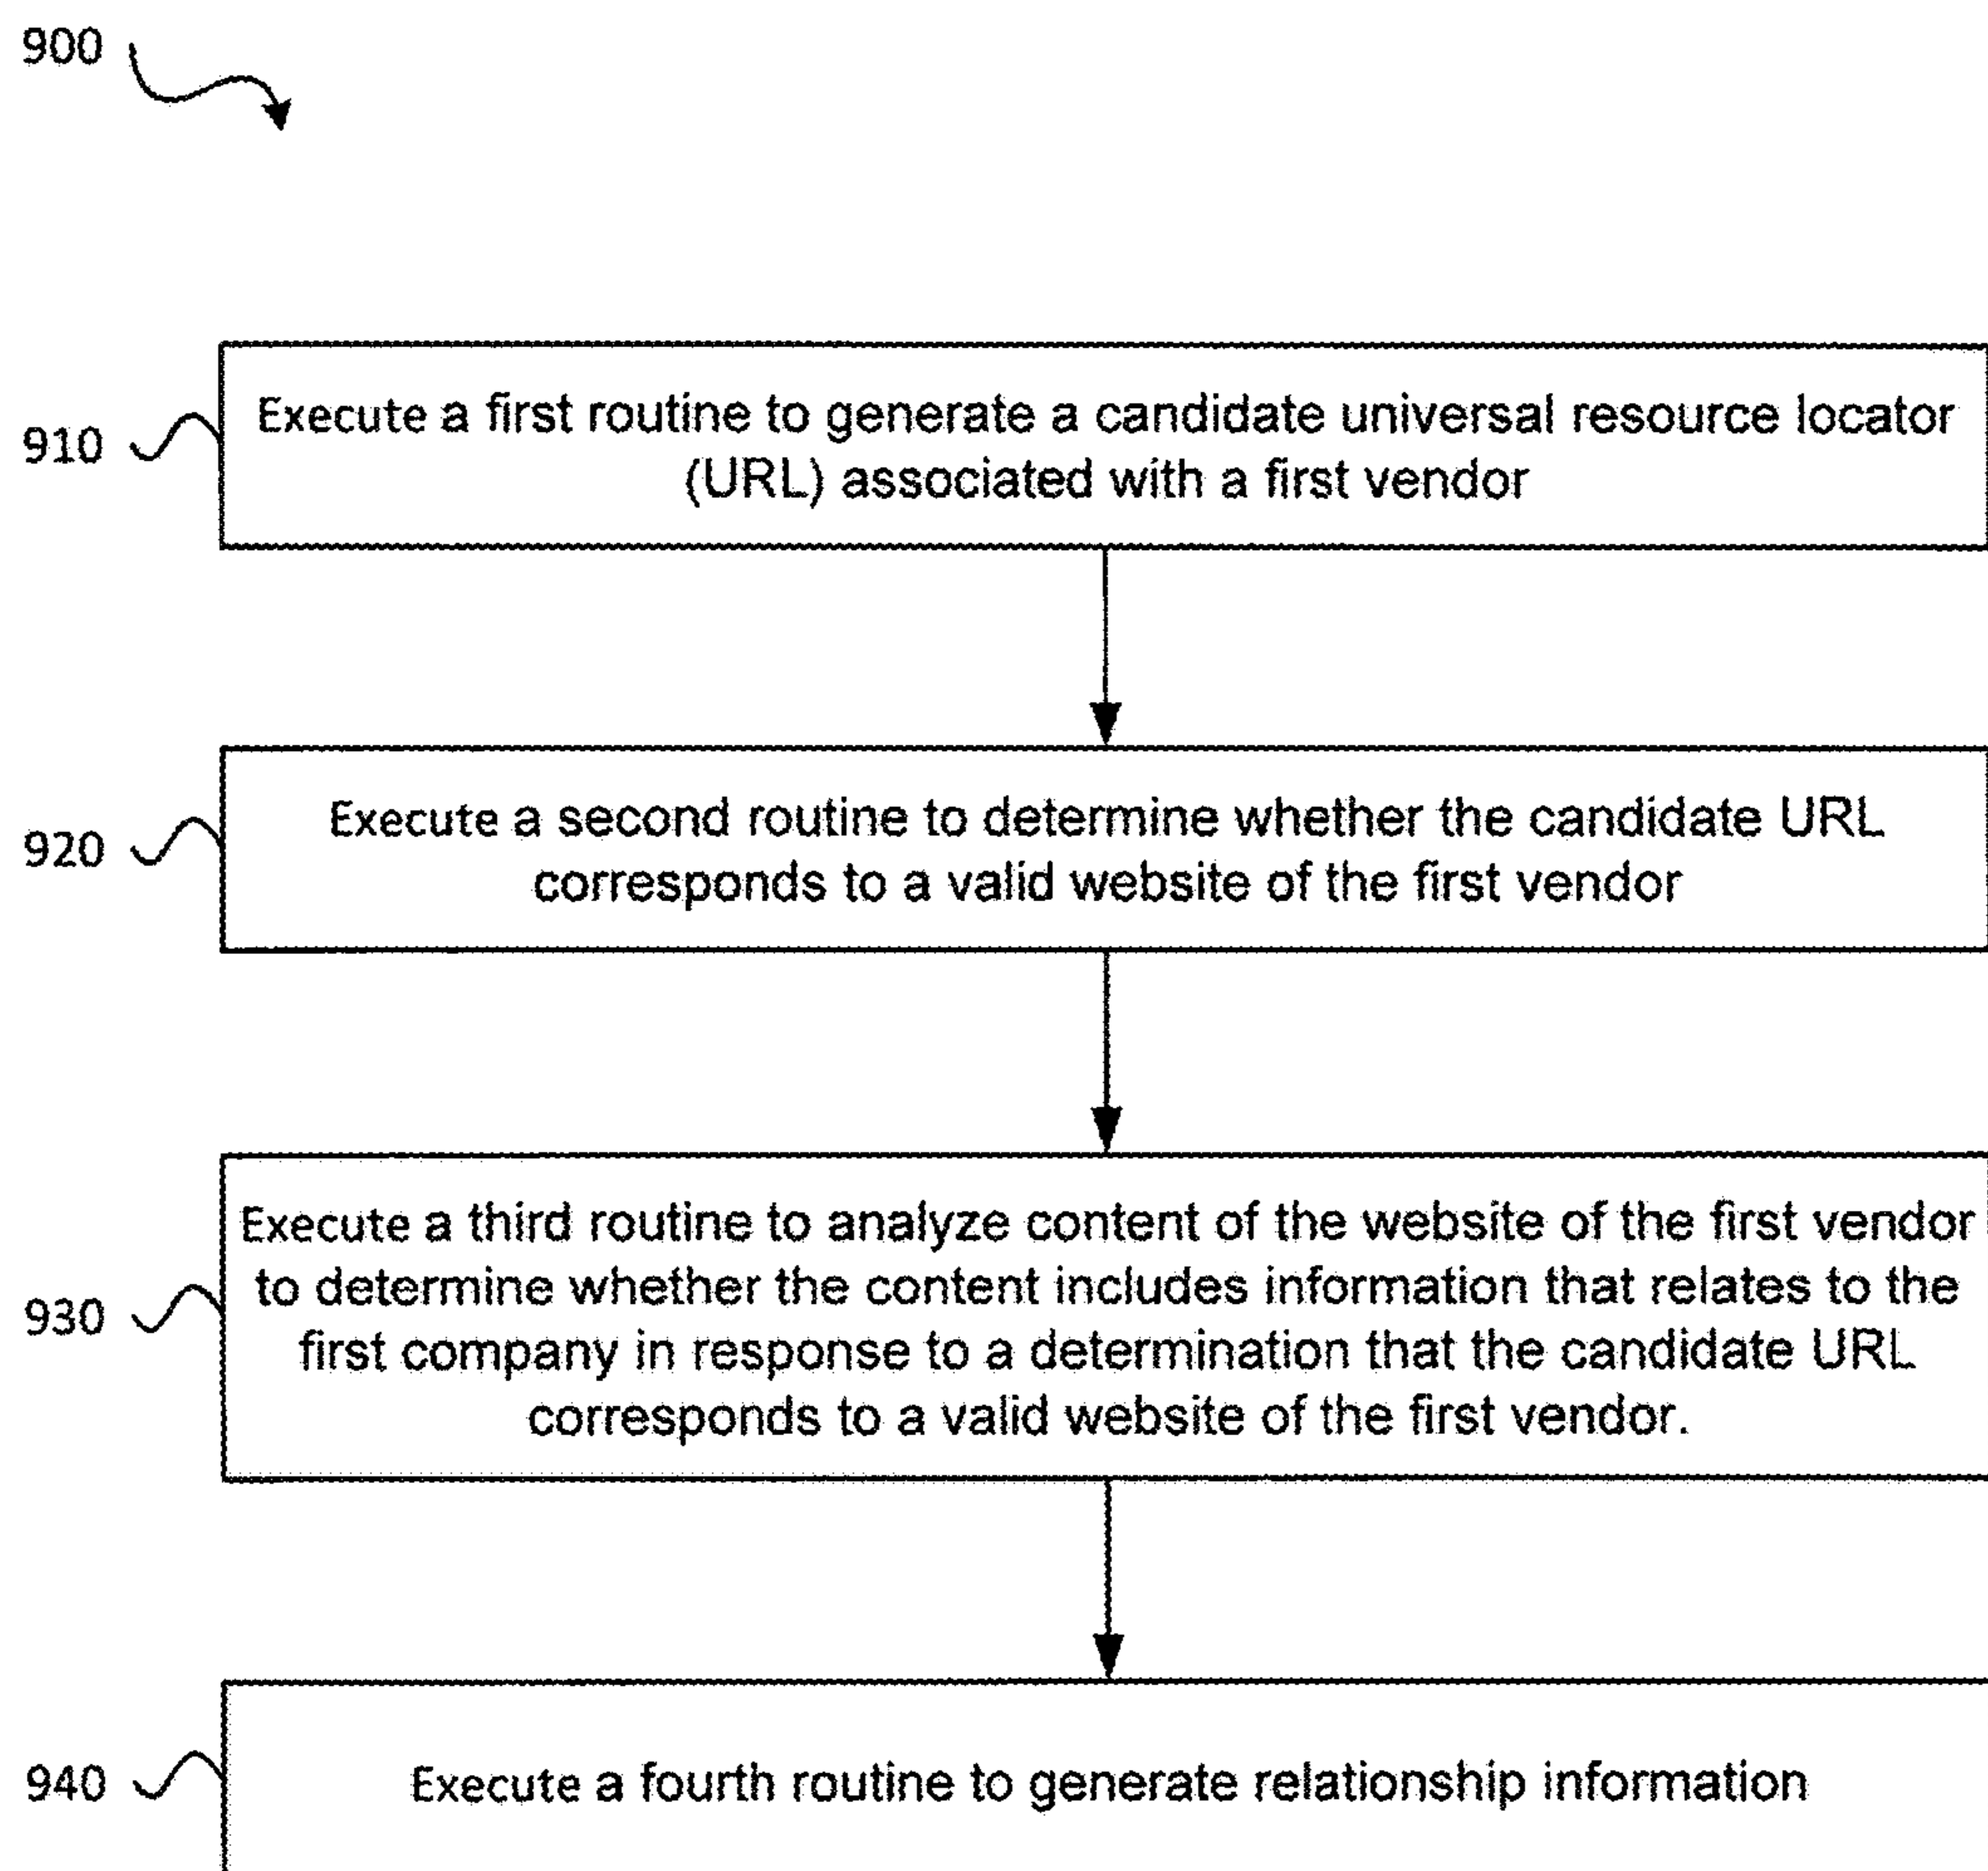 900
910
Execute a first routine to generate a candidate universal resource locator
(URL) associated with a first vendor
920
Execute a second routine to determine whether the candidate URL
corresponds to a valid website of the first vendor
930
Execute a third routine to analyze content of the website of the first vendor
to determine whether the content includes information that relates to the
first company in response to a determination that the candidate URL
corresponds to a valid website of the first vendor.
940
Execute a fourth routine to generate relationship information